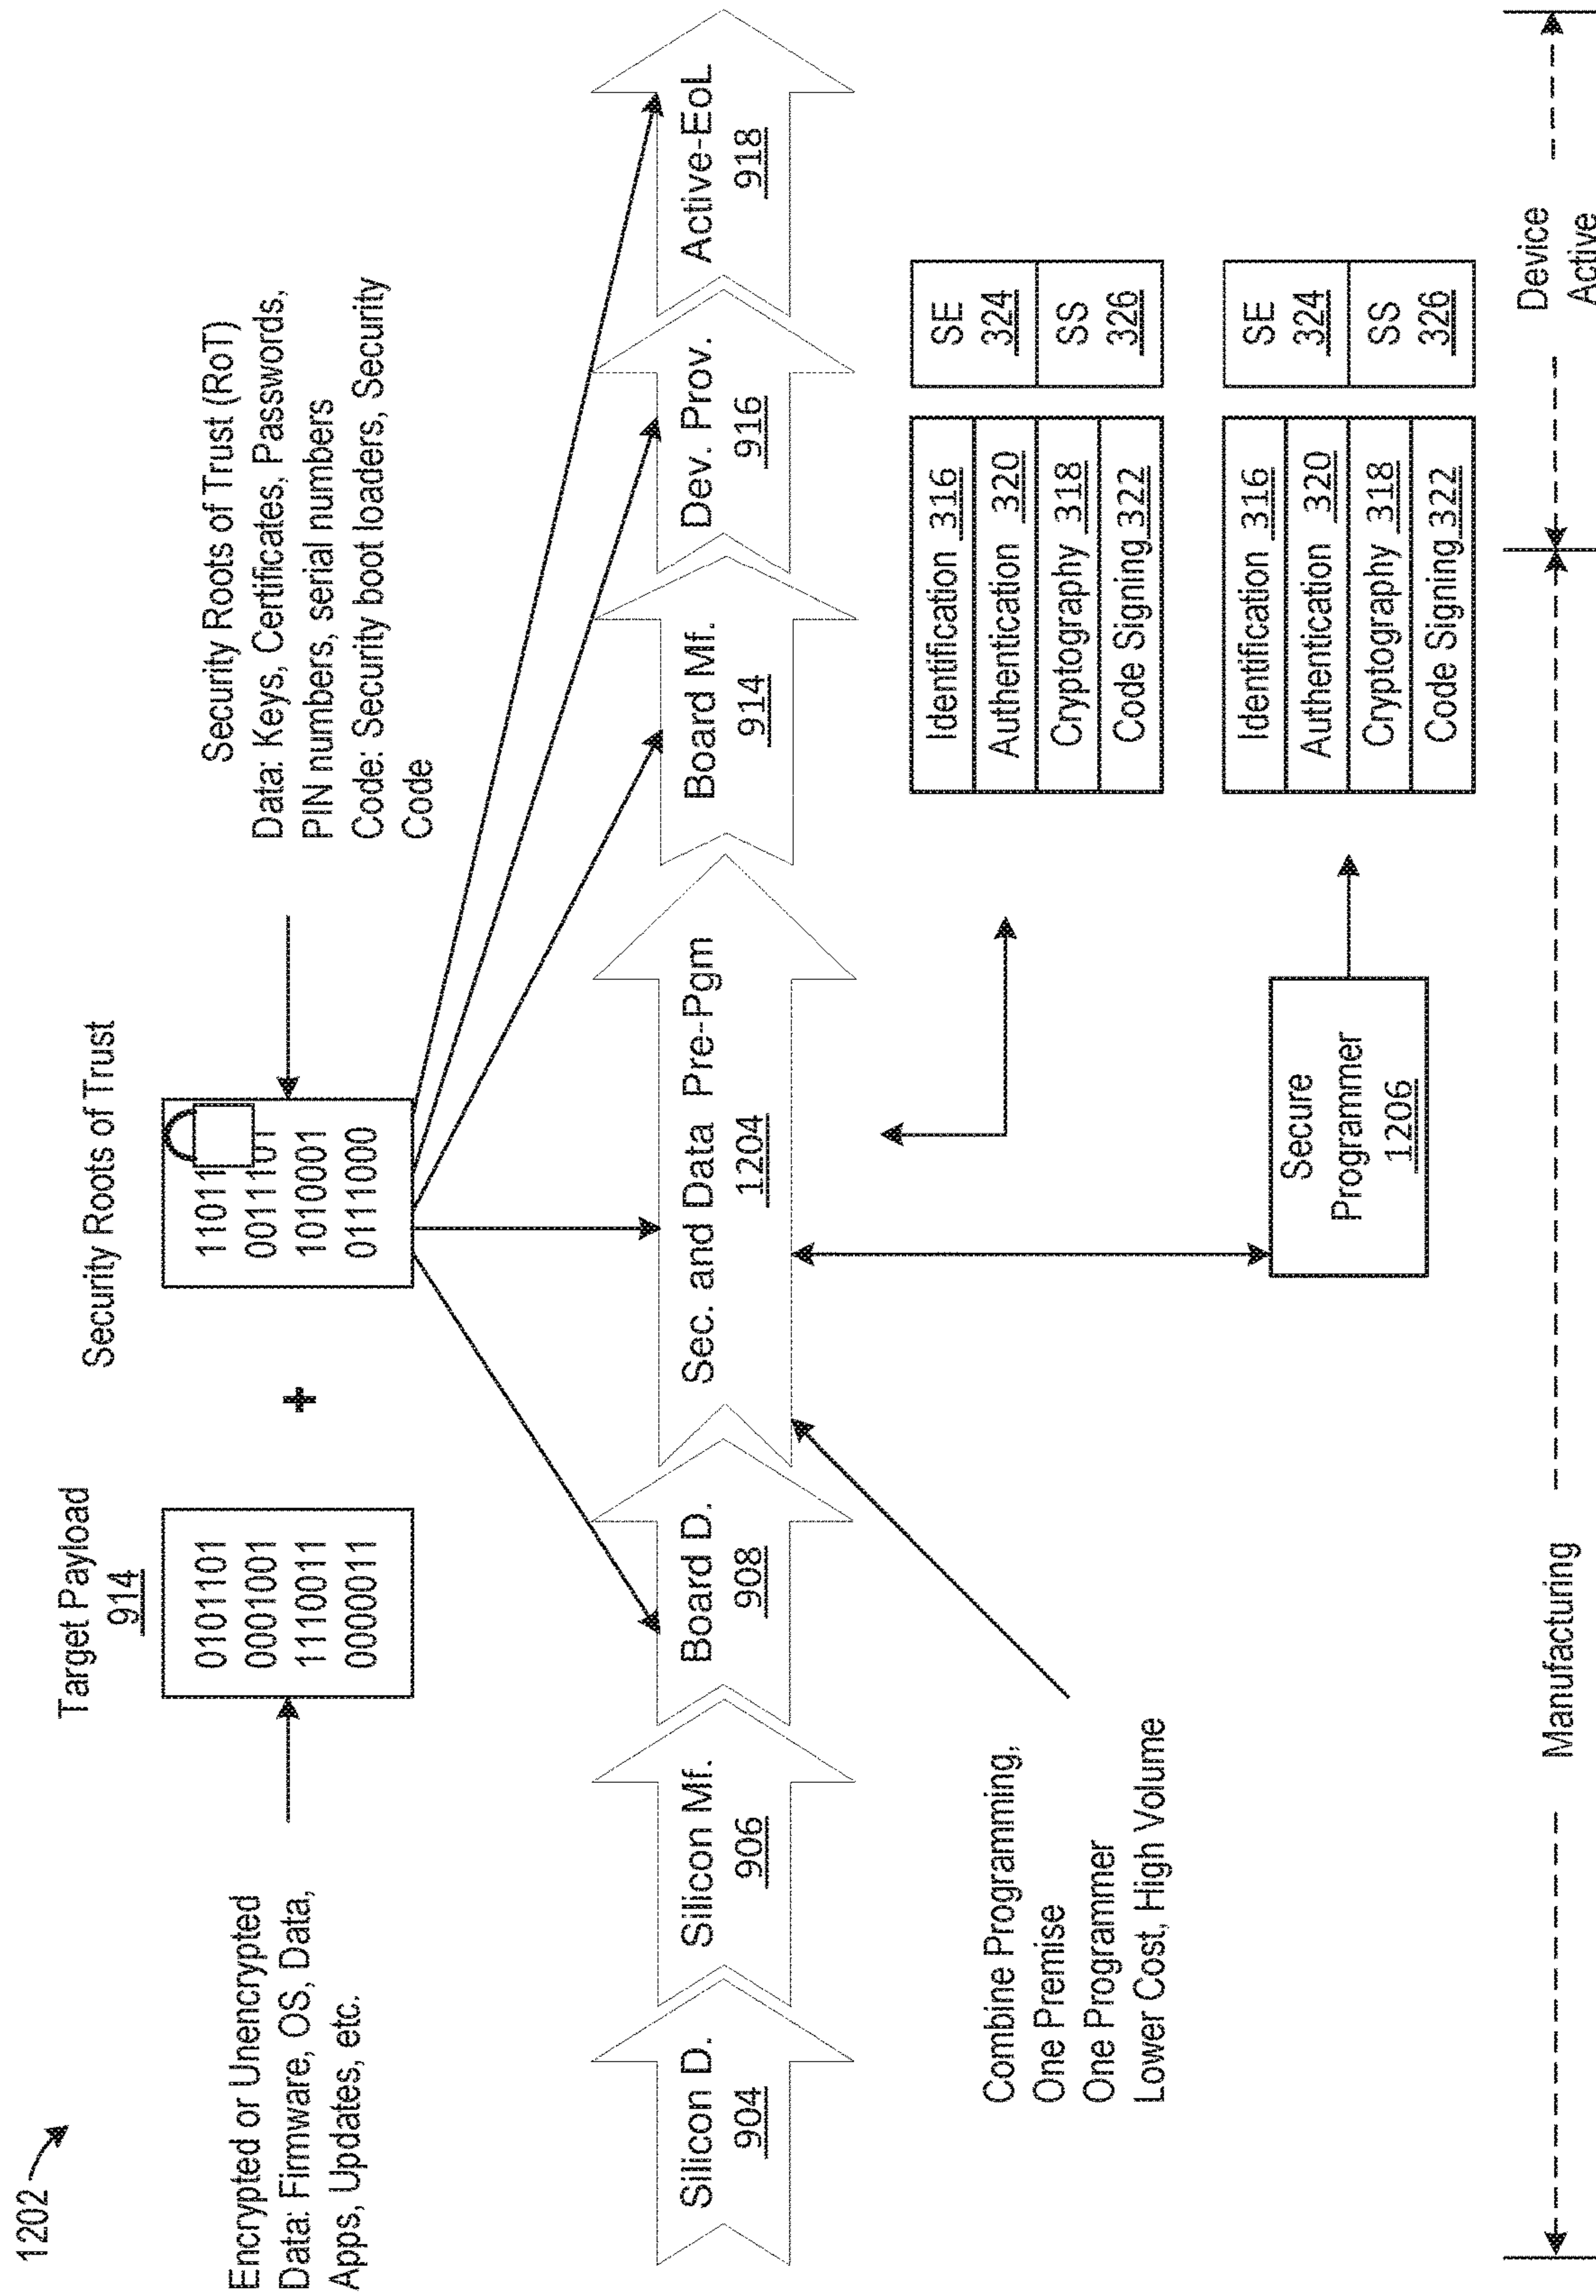 1202
Target Payload
914
Security Roots of Trust
Encrypted or Unencrypted
Data: Firmware, OS, Data,
Apps, Updates, etc.
0101101
0001001
1110011
0000011
+
11011
0011101
1010001
0111000
Security Roots of Trust (RoT)
Data: Keys, Certificates, Passwords,
PIN numbers, serial numbers
Code: Security boot loaders, Security
Code
Silicon D.
904
Silicon Mf.
906
Board D.
908
Sec. and Data Pre-Pgm
1204
Board Mf.
914
Dev. Prov.
916
Active-EoL
918
Combine Programming,
One Premise
One Programmer
Lower Cost, High Volume
Identification 316
Authentication 320
Cryptography 318
Code Signing 322
SE
324
SS
326
Secure
Programmer
1206
Identification 316
Authentication 320
Cryptography 318
Code Signing 322
SE
324
SS
326
Manufacturing
Device
Active